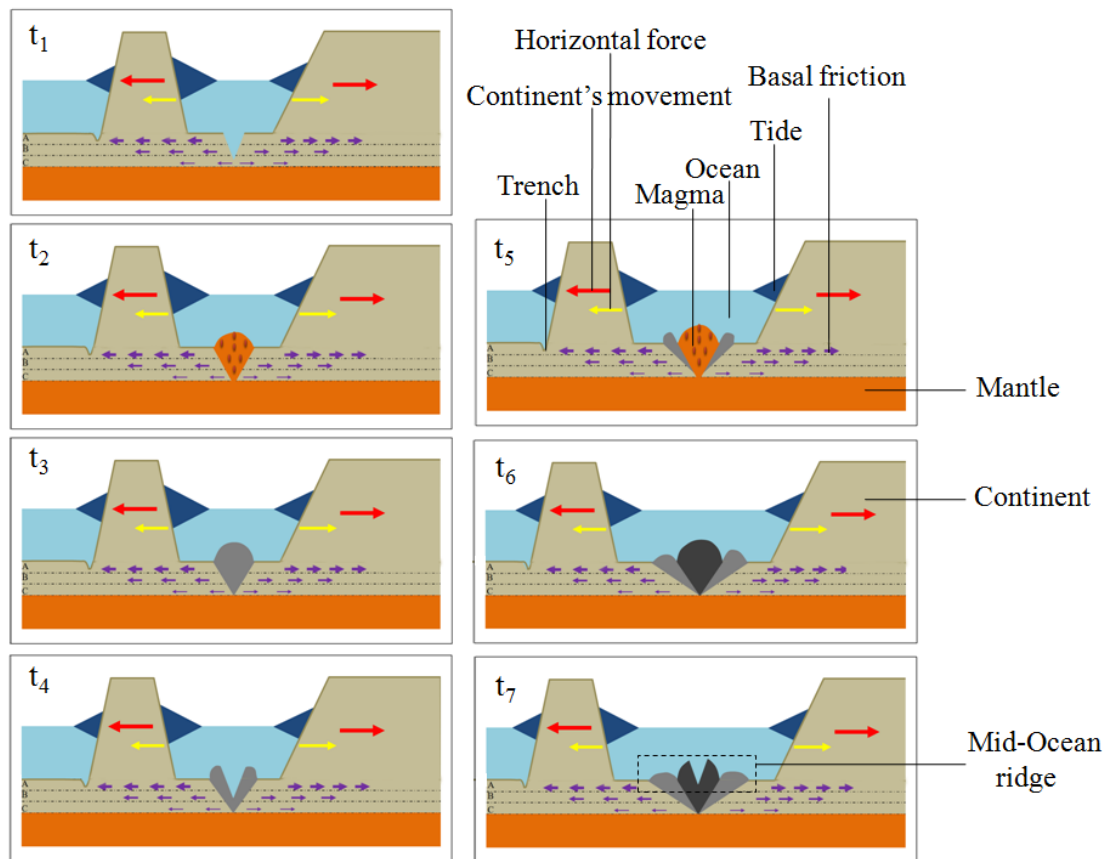 t1
A
B
C
t2
A
B
C
t3
A
B
C
t4
A
B
C
Horizontal force
Continent's movement
Basal friction
Tide
Ocean
Trench
Magma
t5
A
B
C
Mantle
t6
A
B
C
Continent
t7
A
B
C
Mid-Ocean
ridge